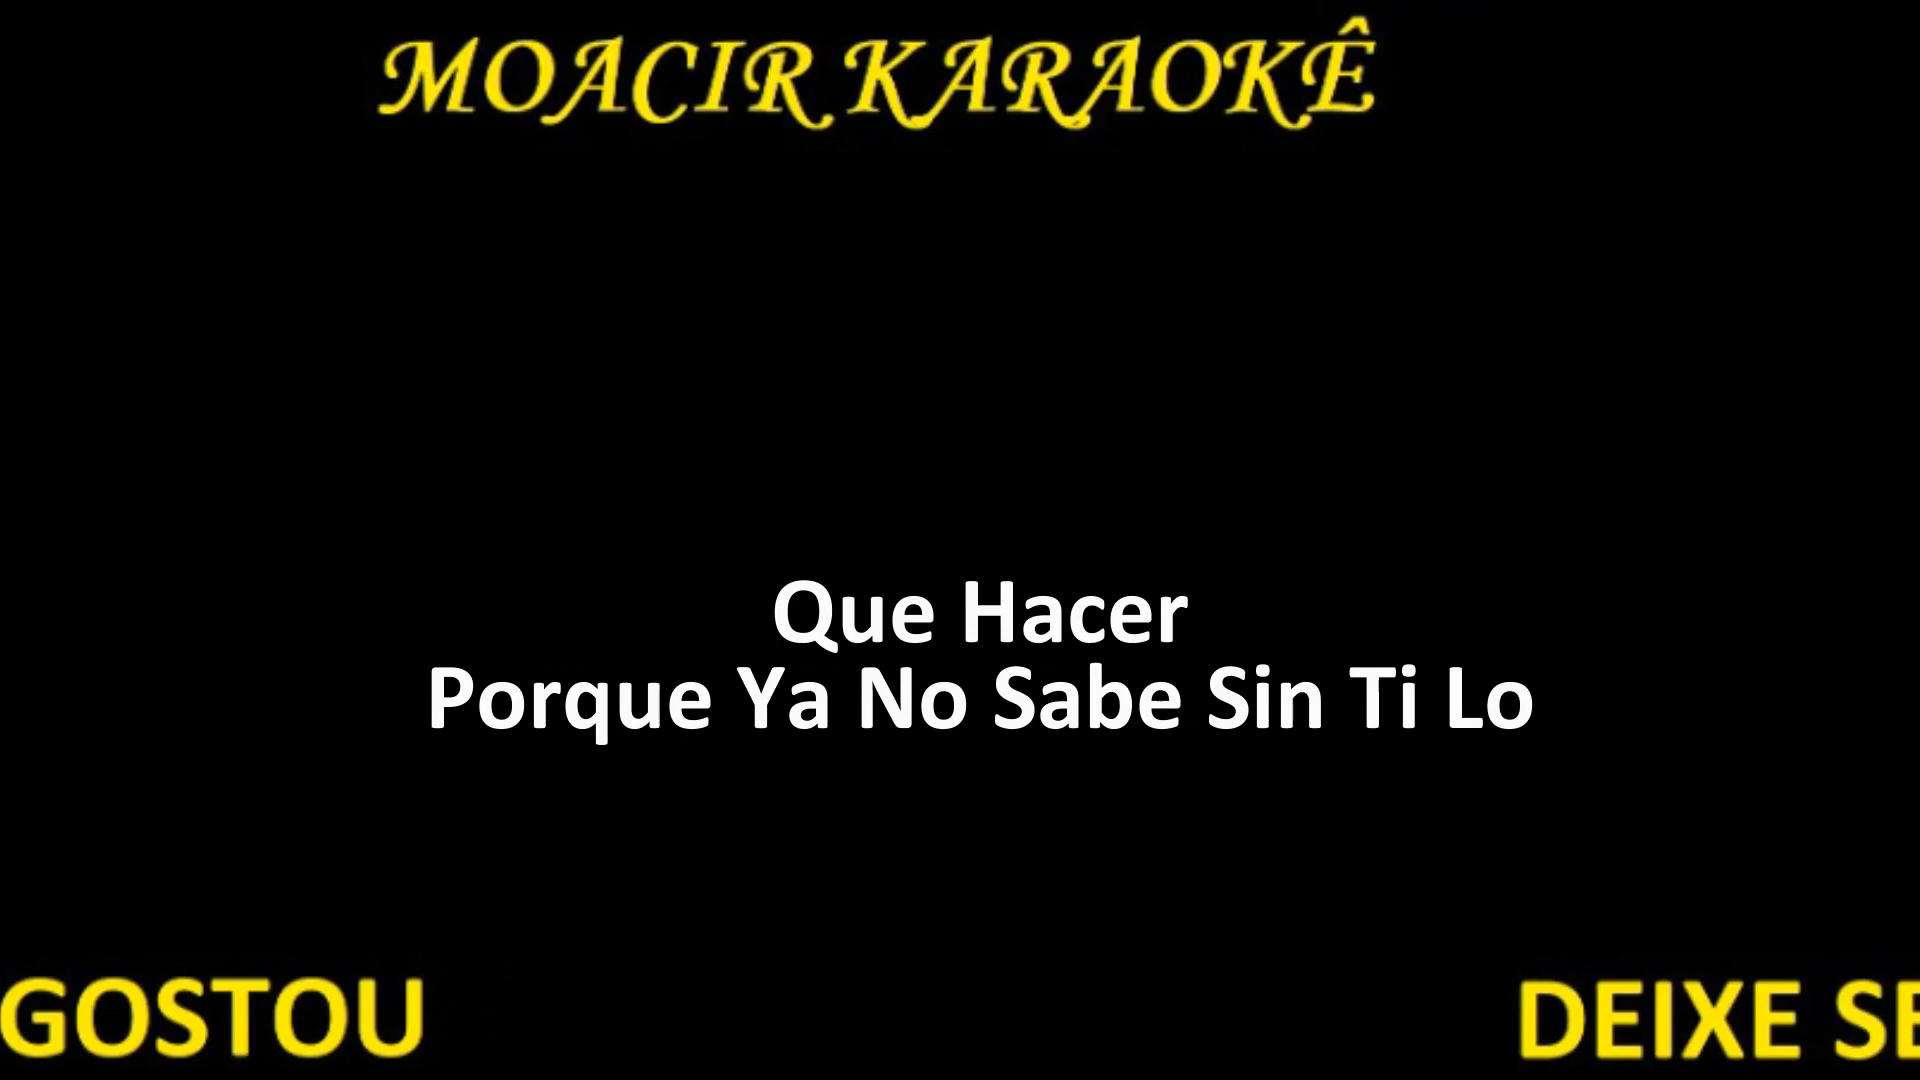 MOACIR KARAOKÊ
Que Hacer
Porque Ya No Sabe Sin Ti Lo
GOSTOU
DEIXE SE